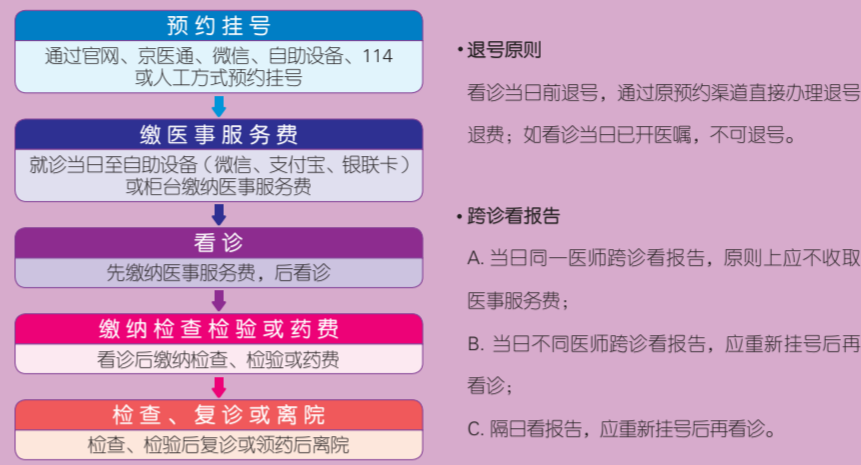 预约挂号
通过官网、京医通、微信、自助设备、114
或人工方式预约挂号
缴医事服务费
就诊当日至自助设备（微信、支付宝、银联卡）
或柜台缴纳医事服务费
看诊
先缴纳医事服务费，后看诊
缴纳检查检验或药费
看诊后缴纳检查、检验或药费
检查、复诊或离院
检查、检验后复诊或领药后离院
•退号原则
看诊当日前退号，通过原预约渠道直接办理退号
退费；如看诊当日已开医嘱，不可退号。
•跨诊看报告
A. 当日同一医师跨诊看报告，原则上应不收取
医事服务费；
B. 当日不同医师跨诊看报告，应重新挂号后再
看诊；
C. 隔日看报告，应重新挂号后再看诊。